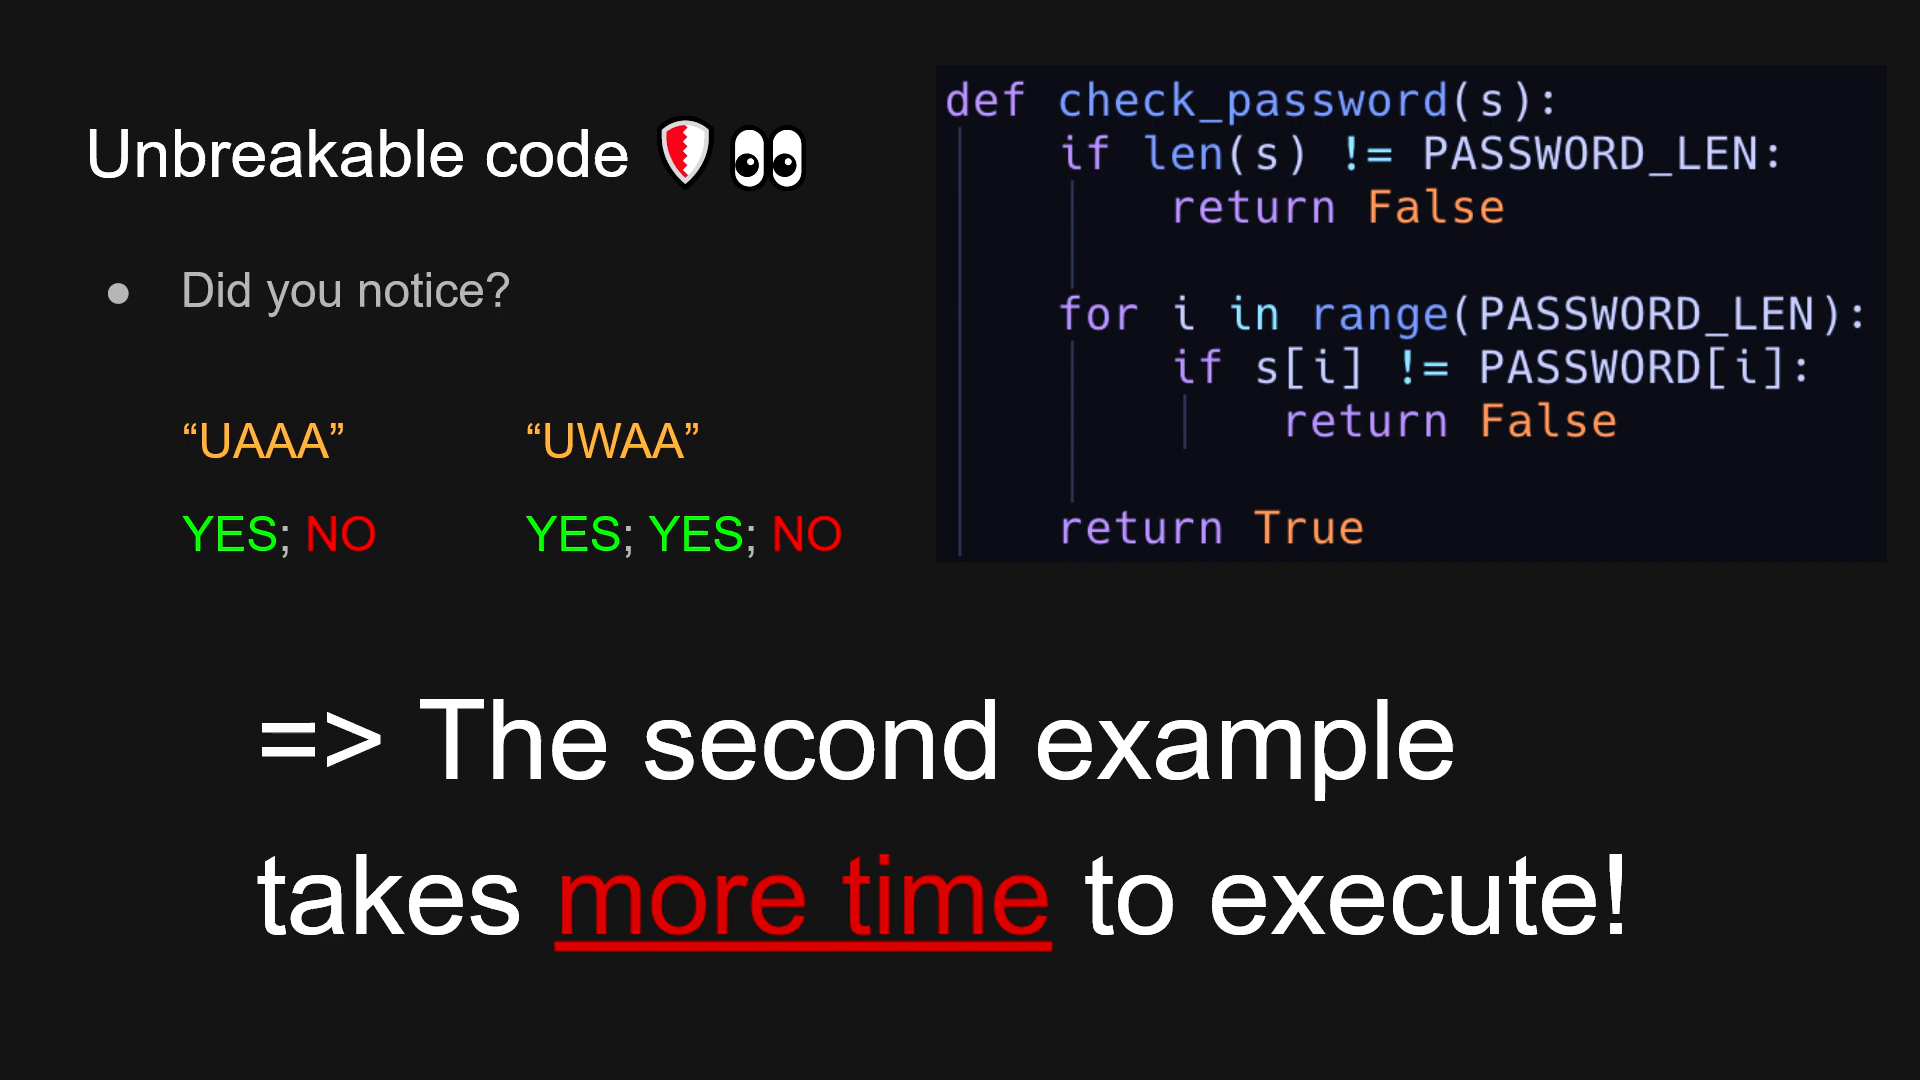 Unbreakable code 🛡️👀
● Did you notice?
“UAAA” “UWAA”
YES; NO YES; YES; NO
def check_password(s):
    if len(s) != PASSWORD_LEN:
        return False

    for i in range(PASSWORD_LEN):
        if s[i] != PASSWORD[i]:
            return False

    return True
=> The second example
takes more time to execute!